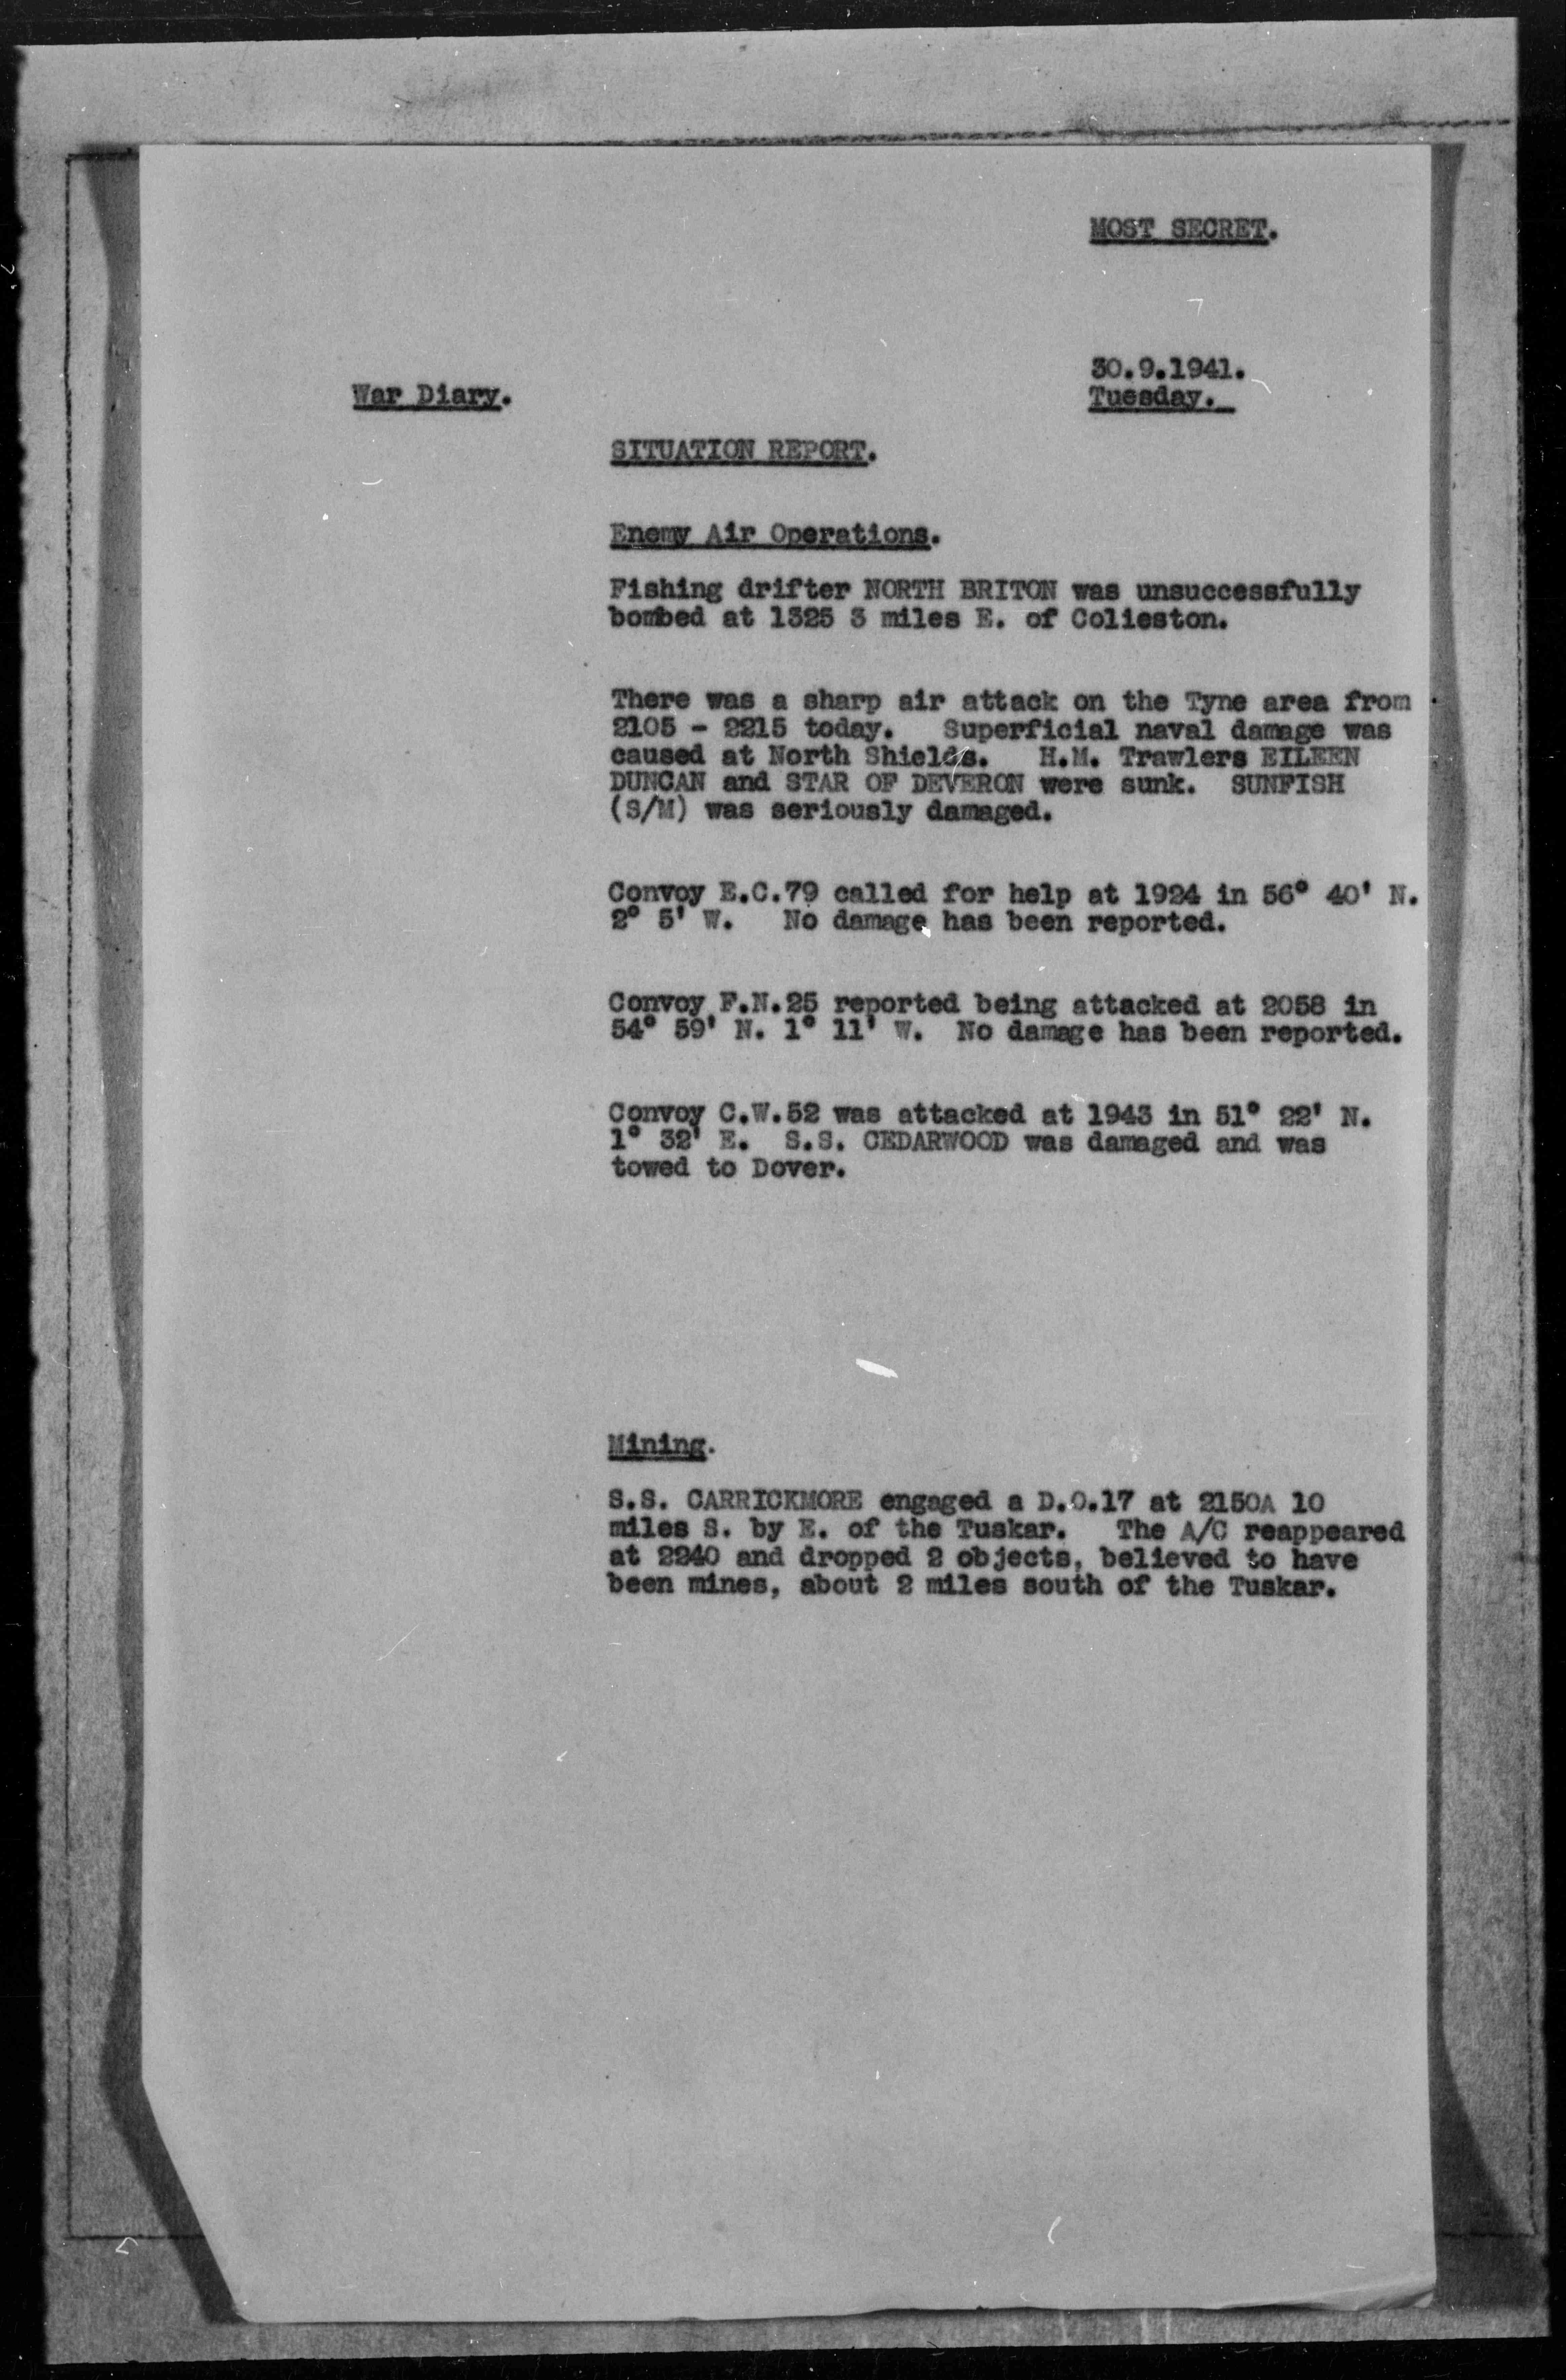 MOST SECRET.
30.9.1941.
War Diary.
Tuesday.
SITUATION REPORT.
Enemy Air Operations.
Fishing drifter NORTH BRITON was unsuccessfully
bombed at 1325 3 miles E. of Colieston.
There was a sharp air attack on the Tyne area from
2105 - 2215 today. Superficial naval damage was
caused at North Shields. H.M. Trawlers EILEEN
DUNCAN and STAR OF DEVERON were sunk. SUNFISH
(S/M) was seriously damaged.
Convoy E.C.79 called for help at 1924 in 56° 40' N.
2° 5' W. No damage has been reported.
Convoy F.N.25 reported being attacked at 2058 in
54° 59' N. 1° 11' W. No damage has been reported.
Convoy C.W.52 was attacked at 1943 in 51° 22' N.
1° 32' E. S.S. CEDARWOOD was damaged and was
towed to Dover.
Mining.
S.S. CARRICKMORE engaged a D.O.17 at 2150A 10
miles S. by E. of the Tuskar. The A/C reappeared
at 2240 and dropped 2 objects, believed to have
been mines, about 2 miles south of the Tuskar.